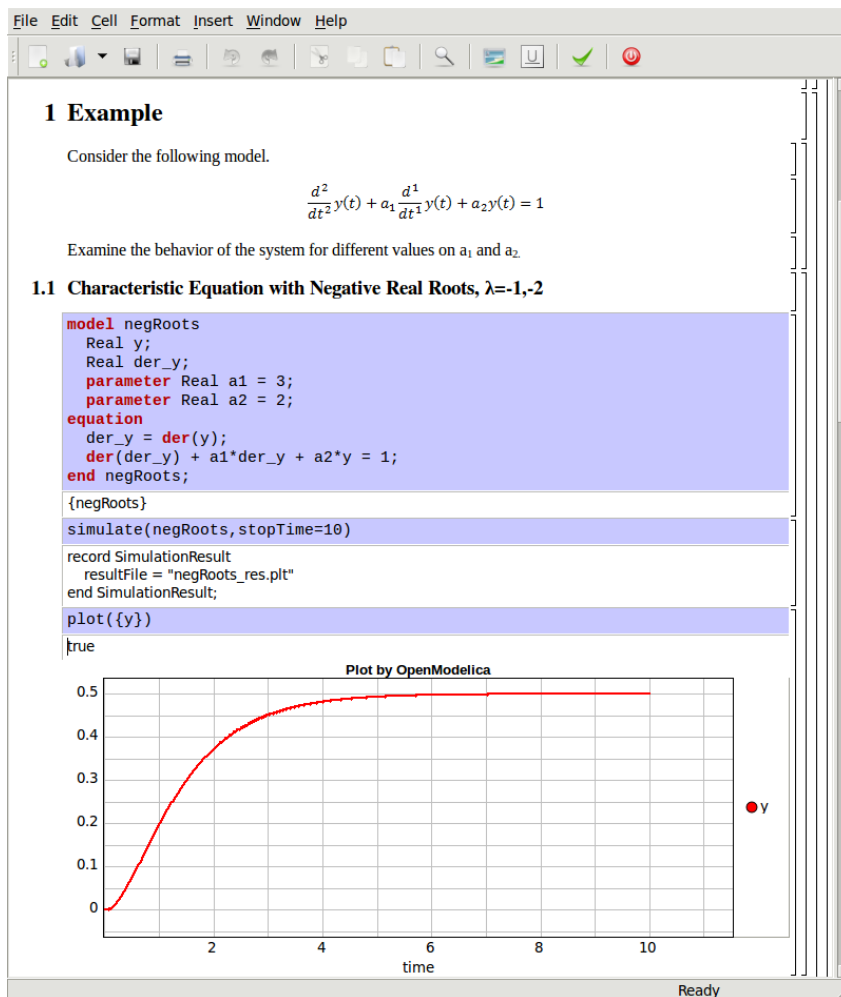 File Edit Cell Format Insert Window Help
1 Example
Consider the following model.
d²/dt² y(t) + a₁ d¹/dt¹ y(t) + a₂y(t) = 1
Examine the behavior of the system for different values on a₁ and a₂.
1.1 Characteristic Equation with Negative Real Roots, λ=-1,-2
model negRoots
  Real y;
  Real der_y;
  parameter Real a1 = 3;
  parameter Real a2 = 2;
equation
  der_y = der(y);
  der(der_y) + a1*der_y + a2*y = 1;
end negRoots;
{negRoots}
simulate(negRoots,stopTime=10)
record SimulationResult
  resultFile = "negRoots_res.plt"
end SimulationResult;
plot({y})
true
Plot by OpenModelica
0.5
0.4
0.3
0.2
0.1
0
y
2 4 6 8 10
time
Ready